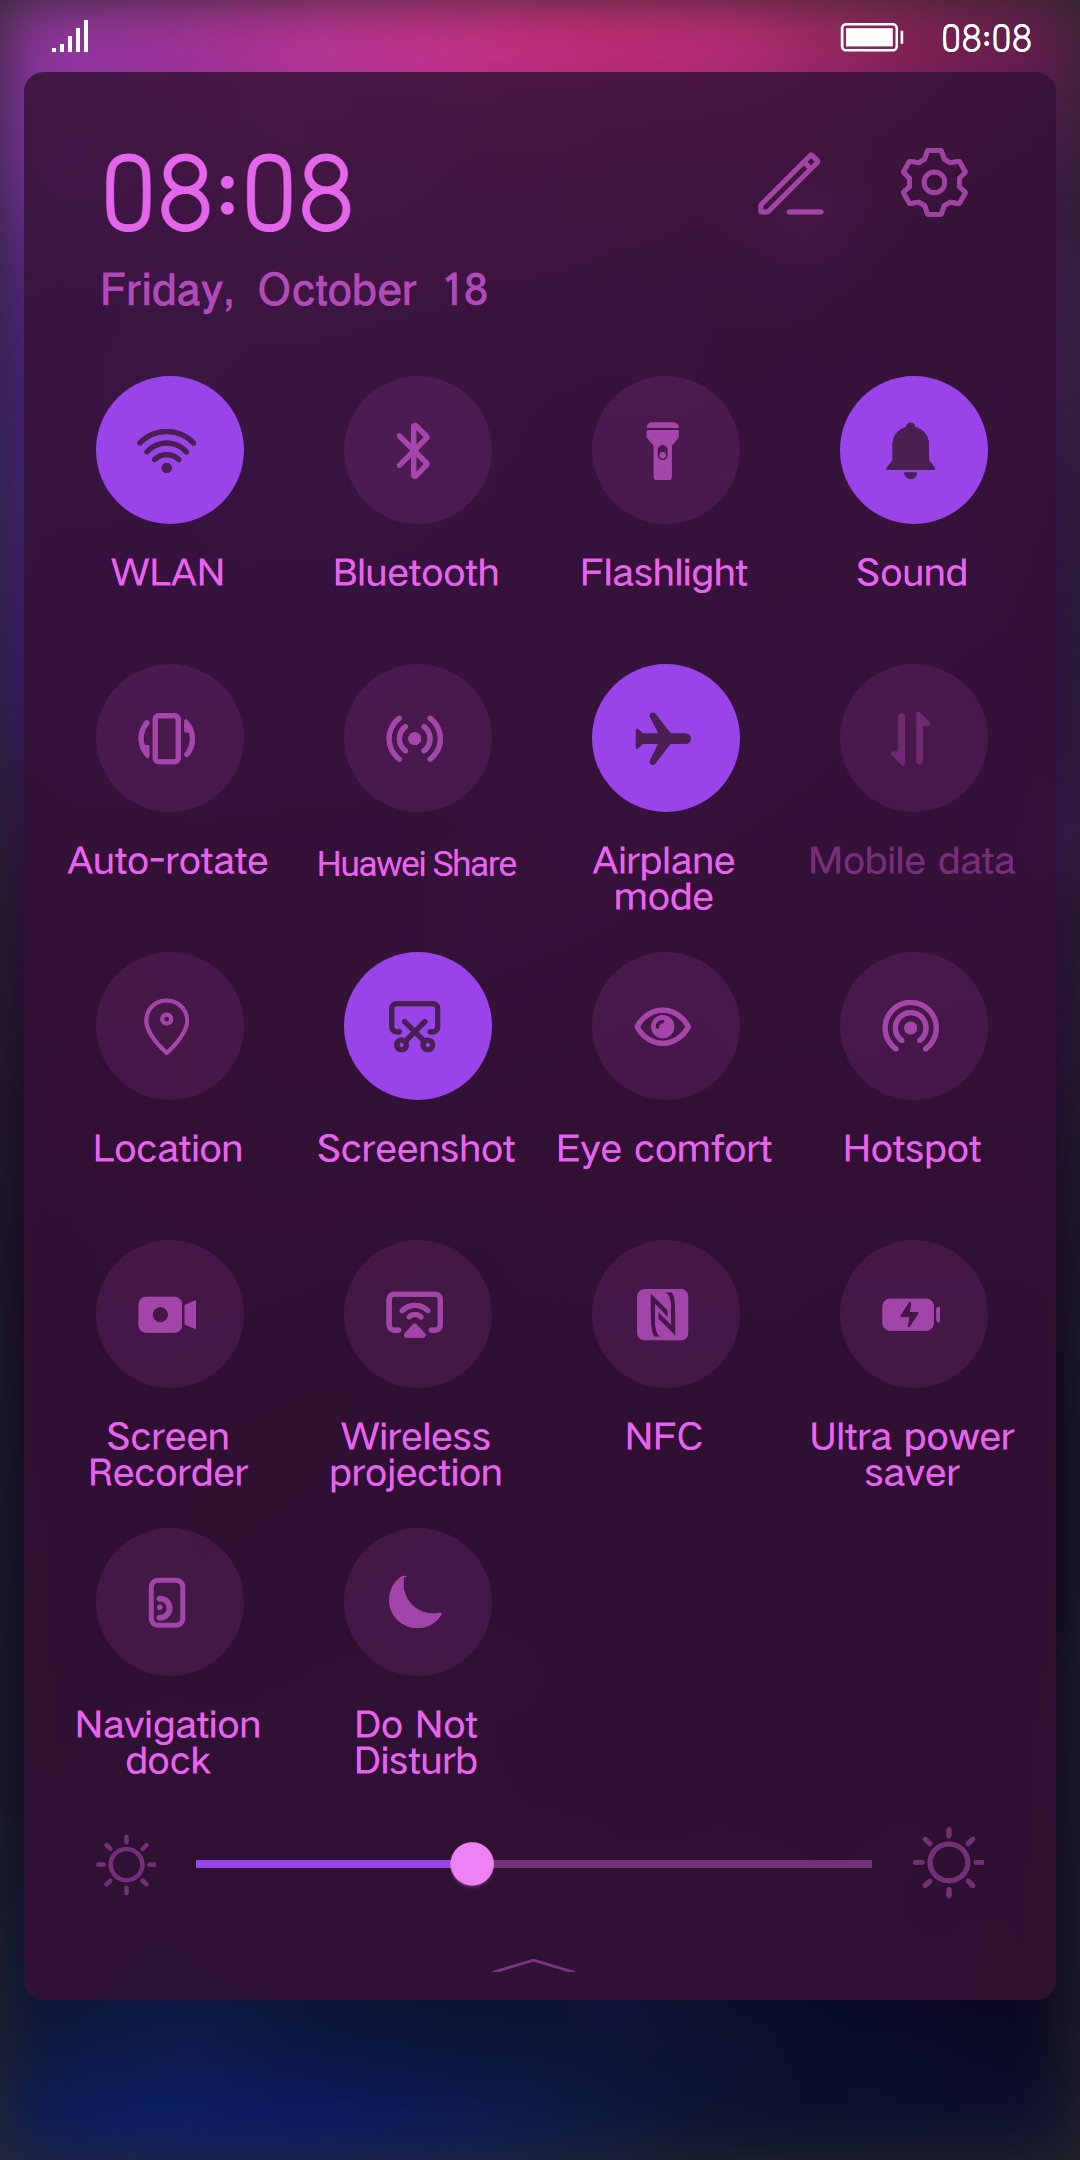 08:08
08:08
Friday, October 18
WLAN
Bluetooth
Flashlight
Sound
Auto-rotate
Huawei Share
Airplane
mode
Mobile data
Location
Screenshot
Eye comfort
Hotspot
Screen
Recorder
Wireless
projection
NFC
Ultra power
saver
Navigation
dock
Do Not
Disturb